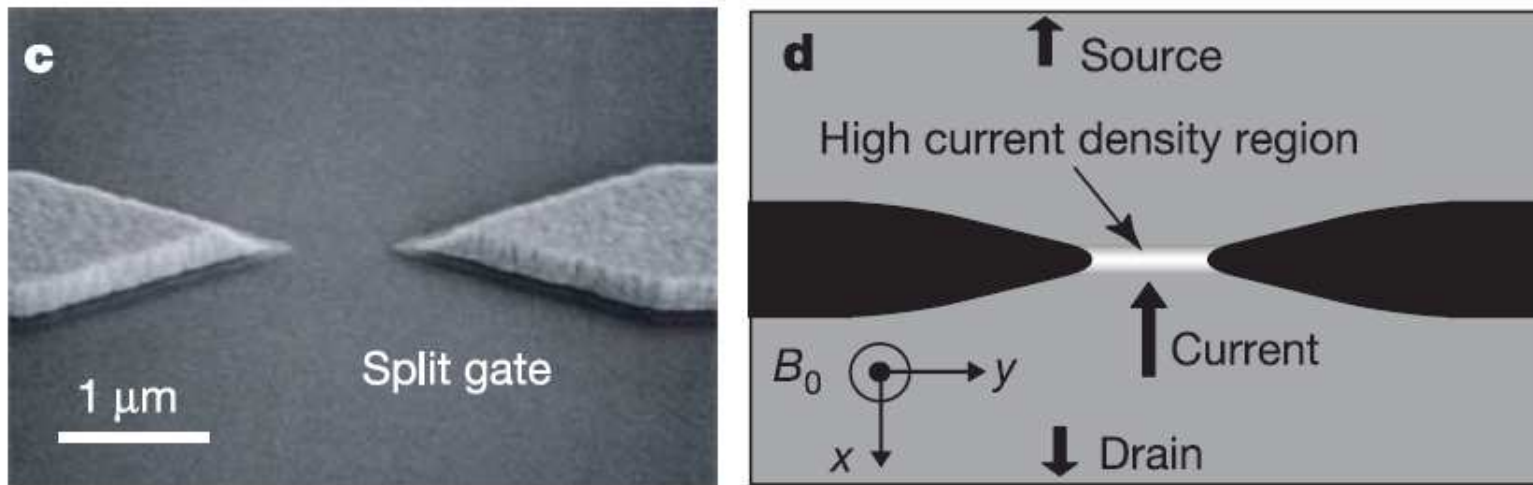 c
Split gate
1 μm
d
Source
High current density region
Current
B0
y
x
Drain